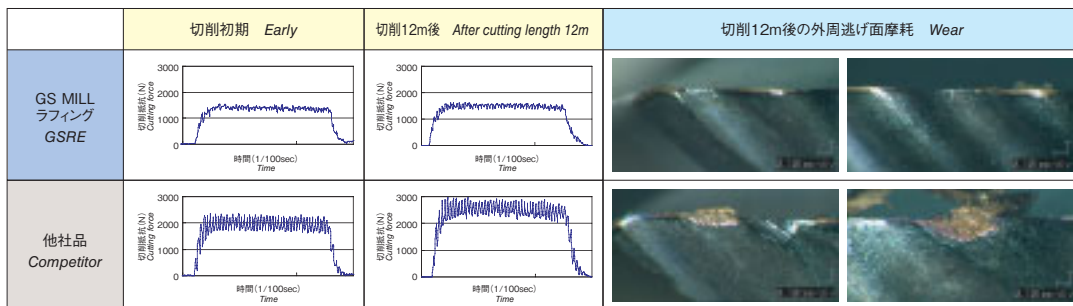 切削初期 Early
切削12m後 After cutting length 12m
切削12m後の外周逃げ面摩耗 Wear
GS MILL
ラフィング
GSRE
切削抵抗(N)
Cutting force
3000
2000
1000
0
時間(1/100sec)
Time
切削抵抗(N)
Cutting force
3000
2000
1000
0
時間(1/100sec)
Time
他社品
Competitor
切削抵抗(N)
Cutting force
3000
2000
1000
0
時間(1/100sec)
Time
切削抵抗(N)
Cutting force
3000
2000
1000
0
時間(1/100sec)
Time